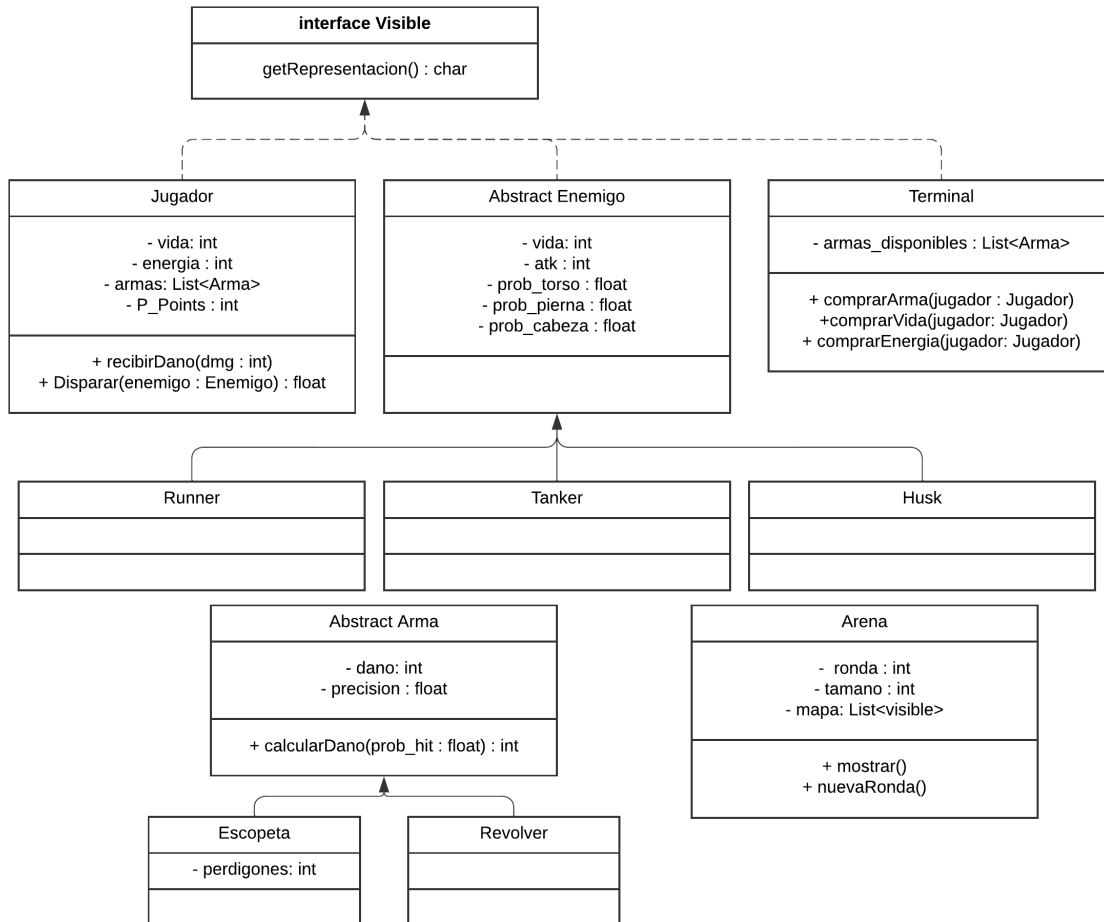 interface Visible
getRepresentacion() : char
Jugador
- vida: int
- energia : int
- armas: List<Arma>
- P_Points : int
+ recibirDano(dmg : int)
+ Disparar(enemigo : Enemigo) : float
Abstract Enemigo
- vida: int
- atk : int
- prob_torso : float
- prob_pierna : float
- prob_cabeza : float
Terminal
- armas_disponibles : List<Arma>
+ comprarArma(jugador : Jugador)
+comprarVida(jugador: Jugador)
+ comprarEnergia(jugador: Jugador)
Runner
Tanker
Husk
Abstract Arma
- dano: int
- precision : float
+ calcularDano(prob_hit : float) : int
Arena
- ronda : int
- tamano : int
- mapa: List<visible>
+ mostrar()
+ nuevaRonda()
Escopeta
- perdigones: int
Revolver